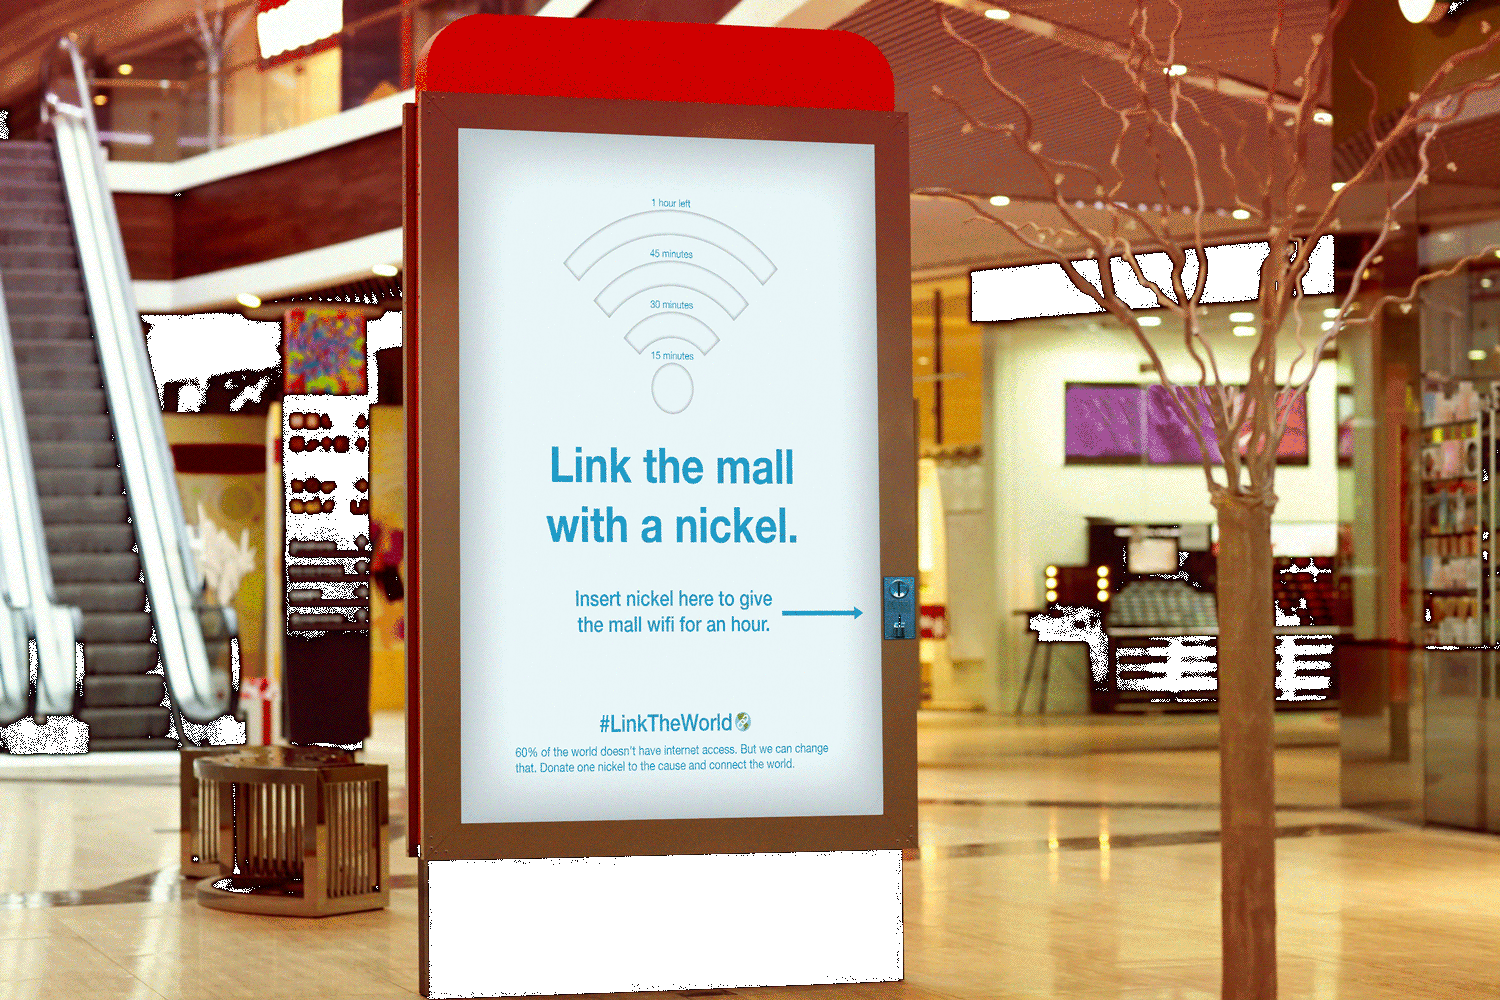 1 hour left
45 minutes
30 minutes
15 minutes
Link the mall
with a nickel.
Insert nickel here to give
the mall wifi for an hour.
#LinkTheWorld
60% of the world doesn't have internet access. But we can change
that. Donate one nickel to the cause and connect the world.